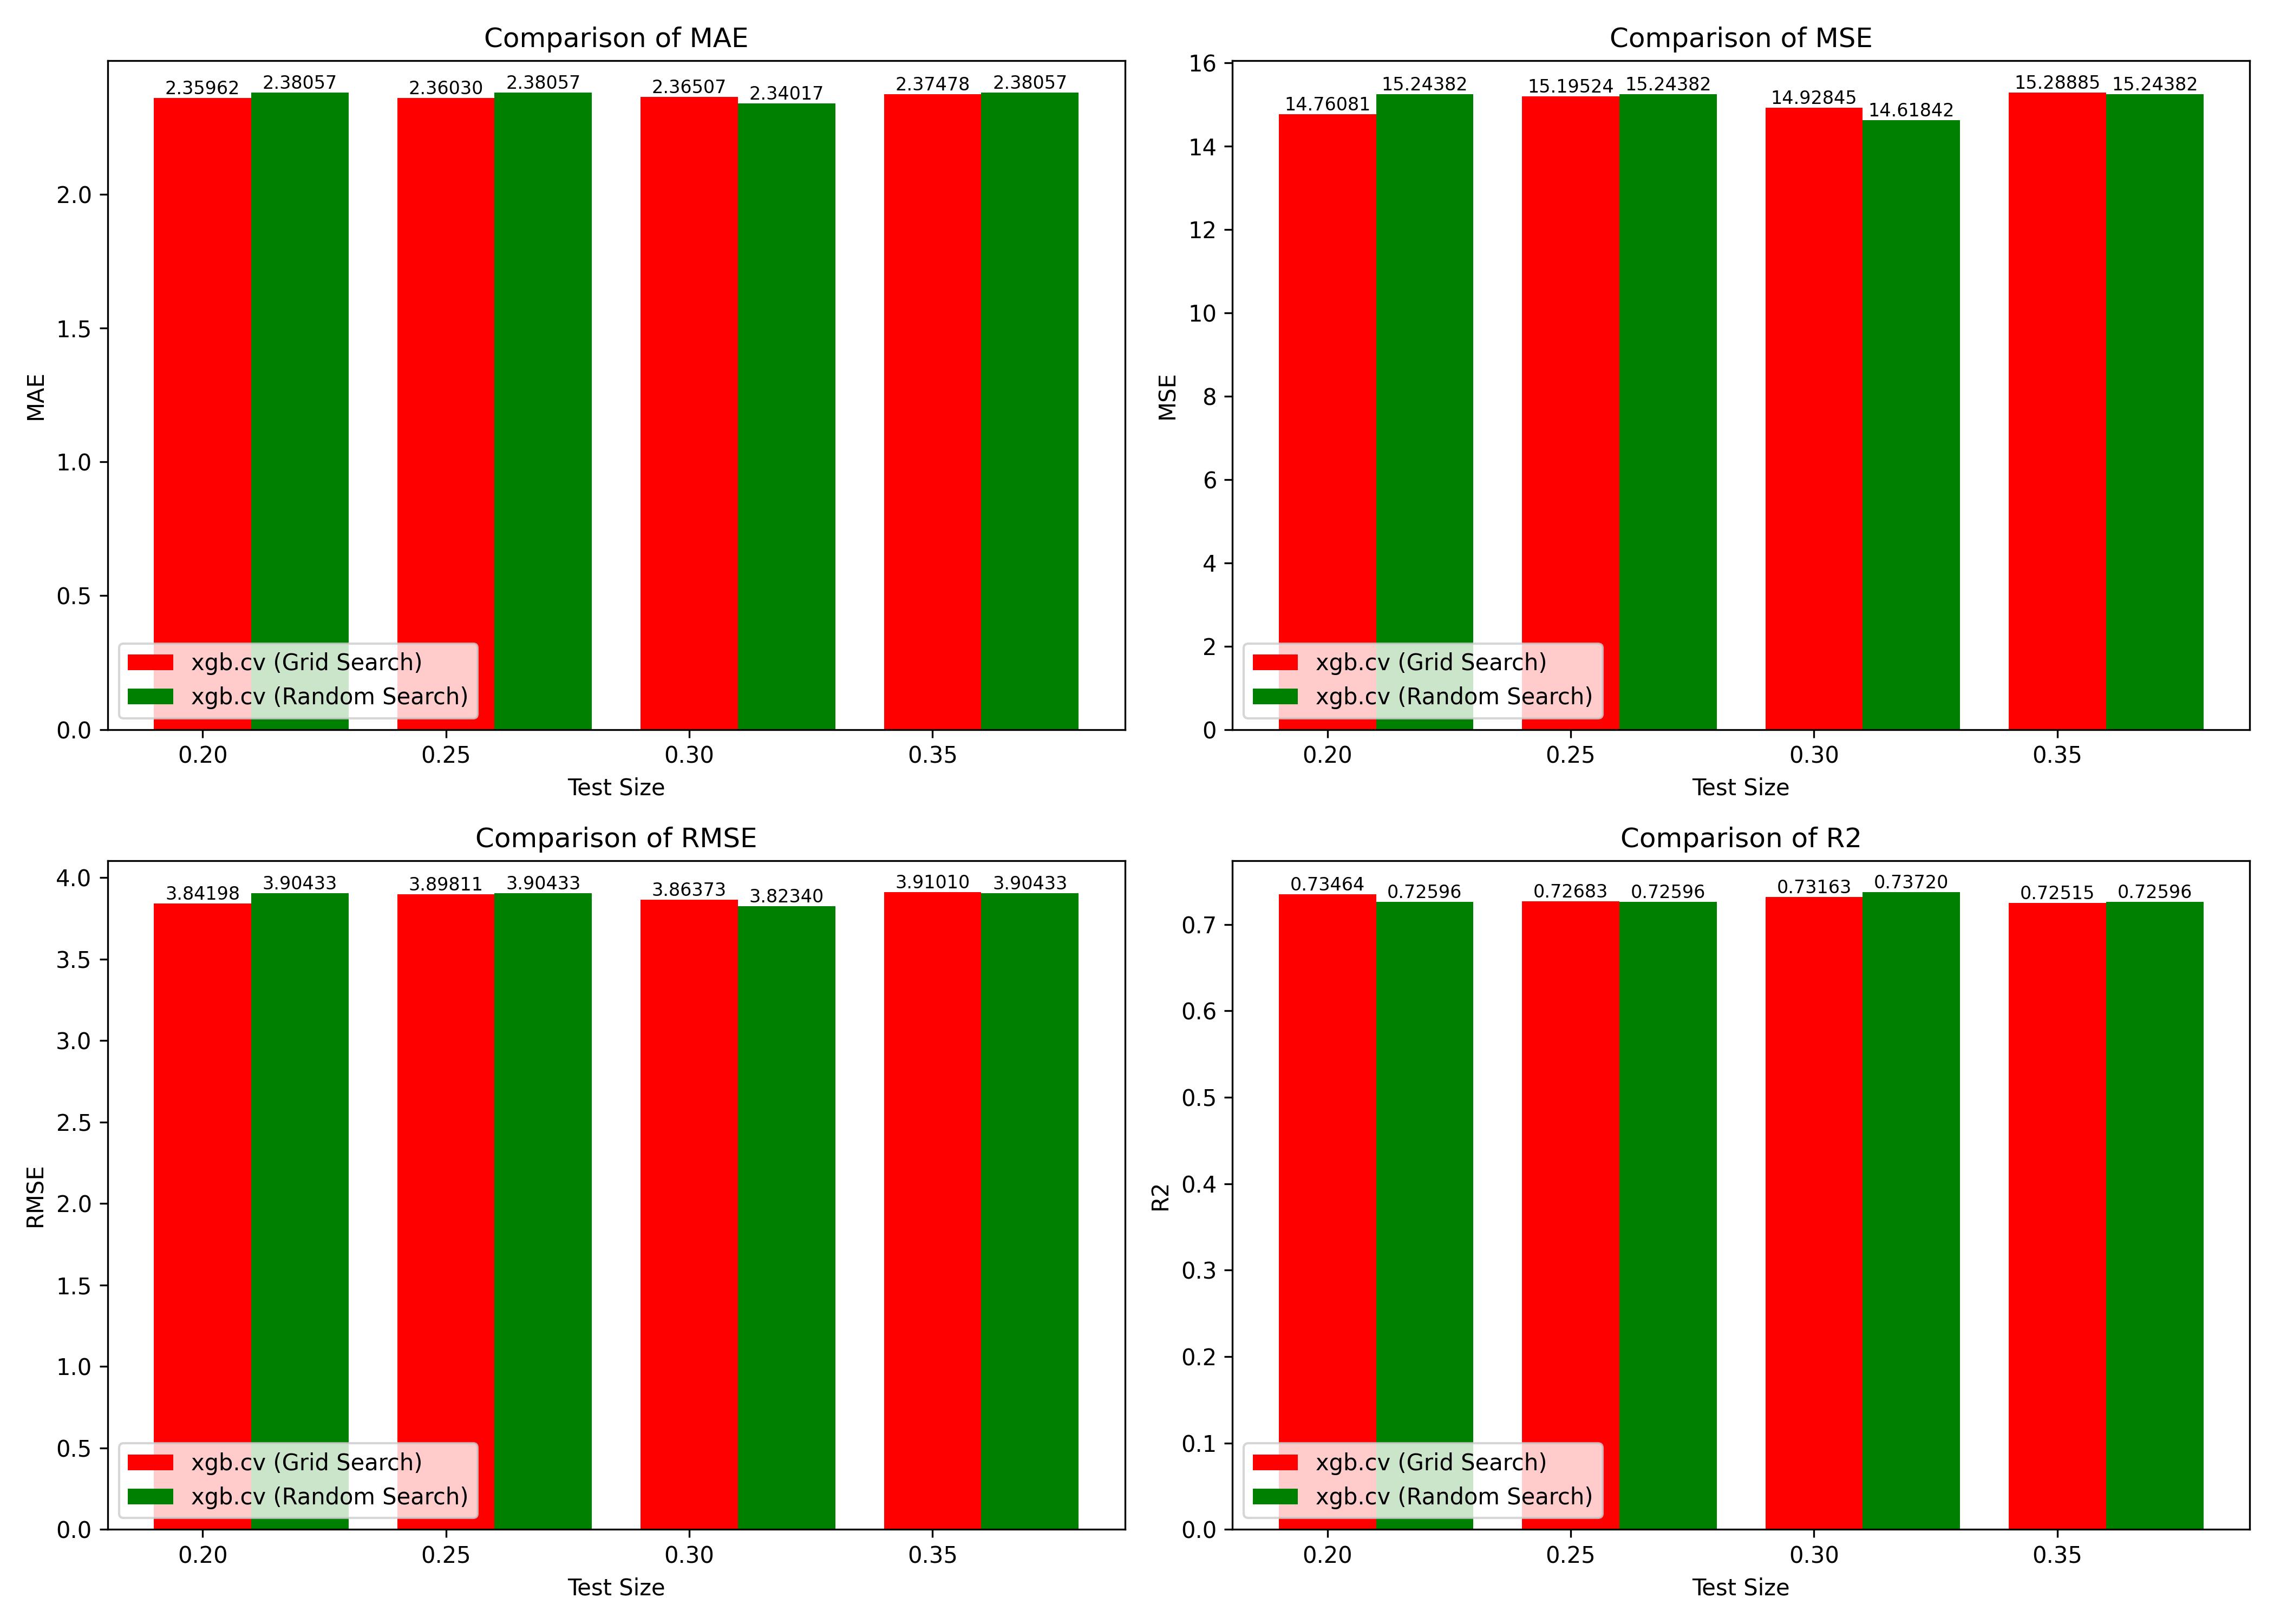 Comparison of MAE
2.35962 2.38057 2.36030 2.38057 2.36507 2.34017 2.37478 2.38057
MAE
2.0
1.5
1.0
0.5
0.0
xgb.cv (Grid Search)
xgb.cv (Random Search)
0.20 0.25 0.30 0.35
Test Size
Comparison of MSE
14.76081 15.24382 15.19524 15.24382 14.92845 14.61842 15.28885 15.24382
MSE
16
14
12
10
8
6
4
2
0
xgb.cv (Grid Search)
xgb.cv (Random Search)
0.20 0.25 0.30 0.35
Test Size
Comparison of RMSE
3.84198 3.90433 3.89811 3.90433 3.86373 3.82340 3.91010 3.90433
RMSE
4.0
3.5
3.0
2.5
2.0
1.5
1.0
0.5
0.0
xgb.cv (Grid Search)
xgb.cv (Random Search)
0.20 0.25 0.30 0.35
Test Size
Comparison of R2
0.73464 0.72596 0.72683 0.72596 0.73163 0.73720 0.72515 0.72596
R2
0.7
0.6
0.5
0.4
0.3
0.2
0.1
0.0
xgb.cv (Grid Search)
xgb.cv (Random Search)
0.20 0.25 0.30 0.35
Test Size